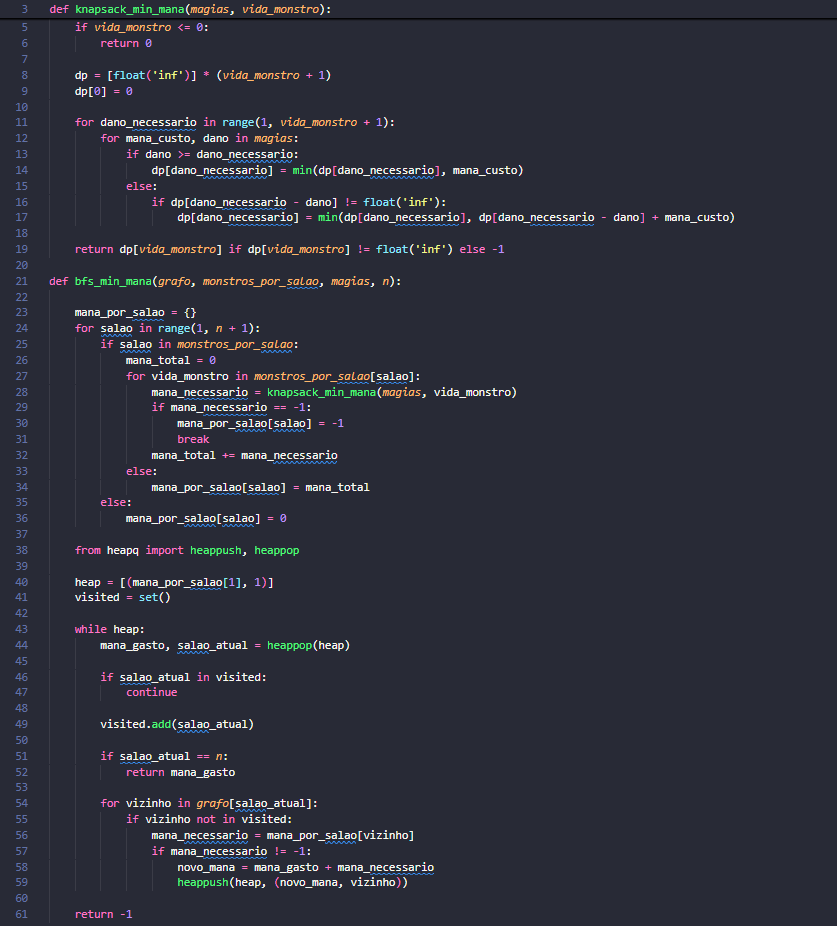 3 def knapsack_min_mana(magias, vida_monstro):
5     if vida_monstro <= 0:
6         return 0
7
8     dp = [float('inf')] * (vida_monstro + 1)
9     dp[0] = 0
10
11     for dano_necessario in range(1, vida_monstro + 1):
12         for mana_custo, dano in magias:
13             if dano >= dano_necessario:
14                 dp[dano_necessario] = min(dp[dano_necessario], mana_custo)
15             else:
16                 if dp[dano_necessario - dano] != float('inf'):
17                     dp[dano_necessario] = min(dp[dano_necessario], dp[dano_necessario - dano] + mana_custo)
18
19     return dp[vida_monstro] if dp[vida_monstro] != float('inf') else -1
20
21 def bfs_min_mana(grafo, monstros_por_salao, magias, n):
22
23     mana_por_salao = {}
24     for salao in range(1, n + 1):
25         if salao in monstros_por_salao:
26             mana_total = 0
27             for vida_monstro in monstros_por_salao[salao]:
28                 mana_necessario = knapsack_min_mana(magias, vida_monstro)
29                 if mana_necessario == -1:
30                     mana_por_salao[salao] = -1
31                     break
32                 mana_total += mana_necessario
33             else:
34                 mana_por_salao[salao] = mana_total
35         else:
36             mana_por_salao[salao] = 0
37
38     from heapq import heappush, heappop
39
40     heap = [(mana_por_salao[1], 1)]
41     visited = set()
42
43     while heap:
44         mana_gasto, salao_atual = heappop(heap)
45
46         if salao_atual in visited:
47             continue
48
49         visited.add(salao_atual)
50
51         if salao_atual == n:
52             return mana_gasto
53
54         for vizinho in grafo[salao_atual]:
55             if vizinho not in visited:
56                 mana_necessario = mana_por_salao[vizinho]
57                 if mana_necessario != -1:
58                     novo_mana = mana_gasto + mana_necessario
59                     heappush(heap, (novo_mana, vizinho))
60
61     return -1